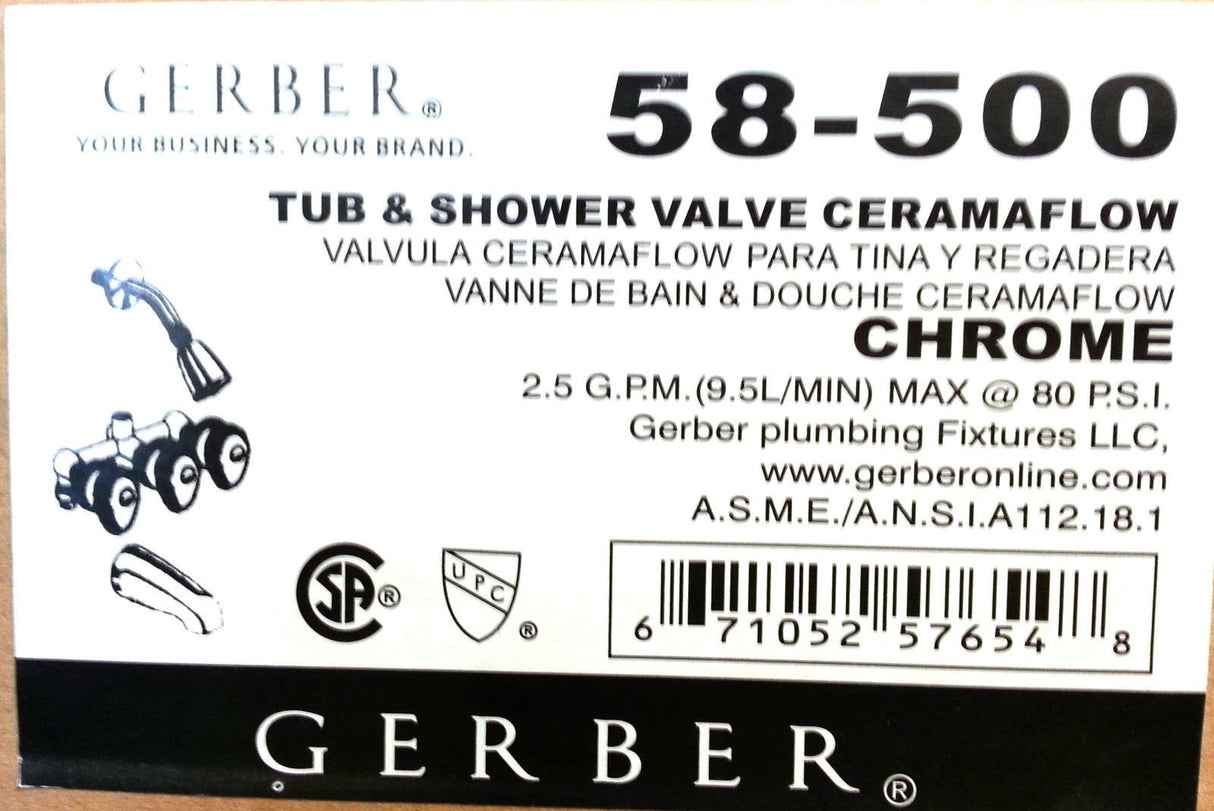 GERBER®
YOUR BUSINESS. YOUR BRAND.
58-500
TUB & SHOWER VALVE CERAMAFLOW
VALVULA CERAMAFLOW PARA TINA Y REGADERA
VANNE DE BAIN & DOUCHE CERAMAFLOW
CHROME
2.5 G.P.M.(9.5L/MIN) MAX @ 80 P.S.I.
Gerber plumbing Fixtures LLC,
www.gerberonline.com
A.S.M.E./A.N.S.I.A112.18.1
CSA®
UPC®
6 71052 57654 8
GERBER®